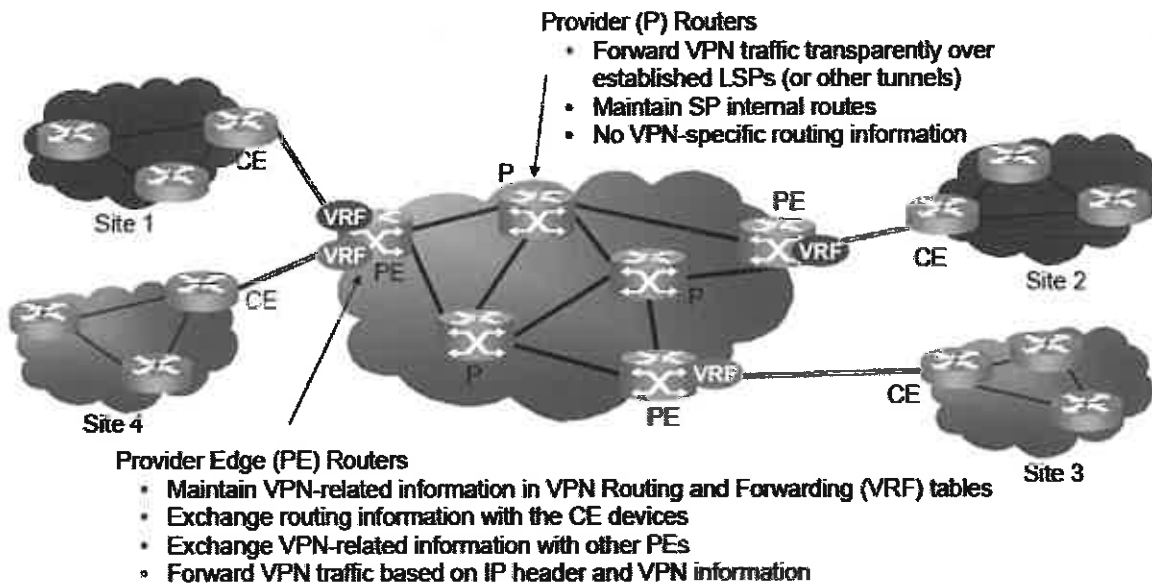 Provider (P) Routers
• Forward VPN traffic transparently over
established LSPs (or other tunnels)
• Maintain SP internal routes
• No VPN-specific routing information
CE
Site 1
P
VRF
VRF
PE
CE
Site 4
P
P
PE
VRF
CE
Site 2
VRF
PE
CE
Site 3
Provider Edge (PE) Routers
• Maintain VPN-related information in VPN Routing and Forwarding (VRF) tables
• Exchange routing information with the CE devices
• Exchange VPN-related information with other PEs
• Forward VPN traffic based on IP header and VPN information